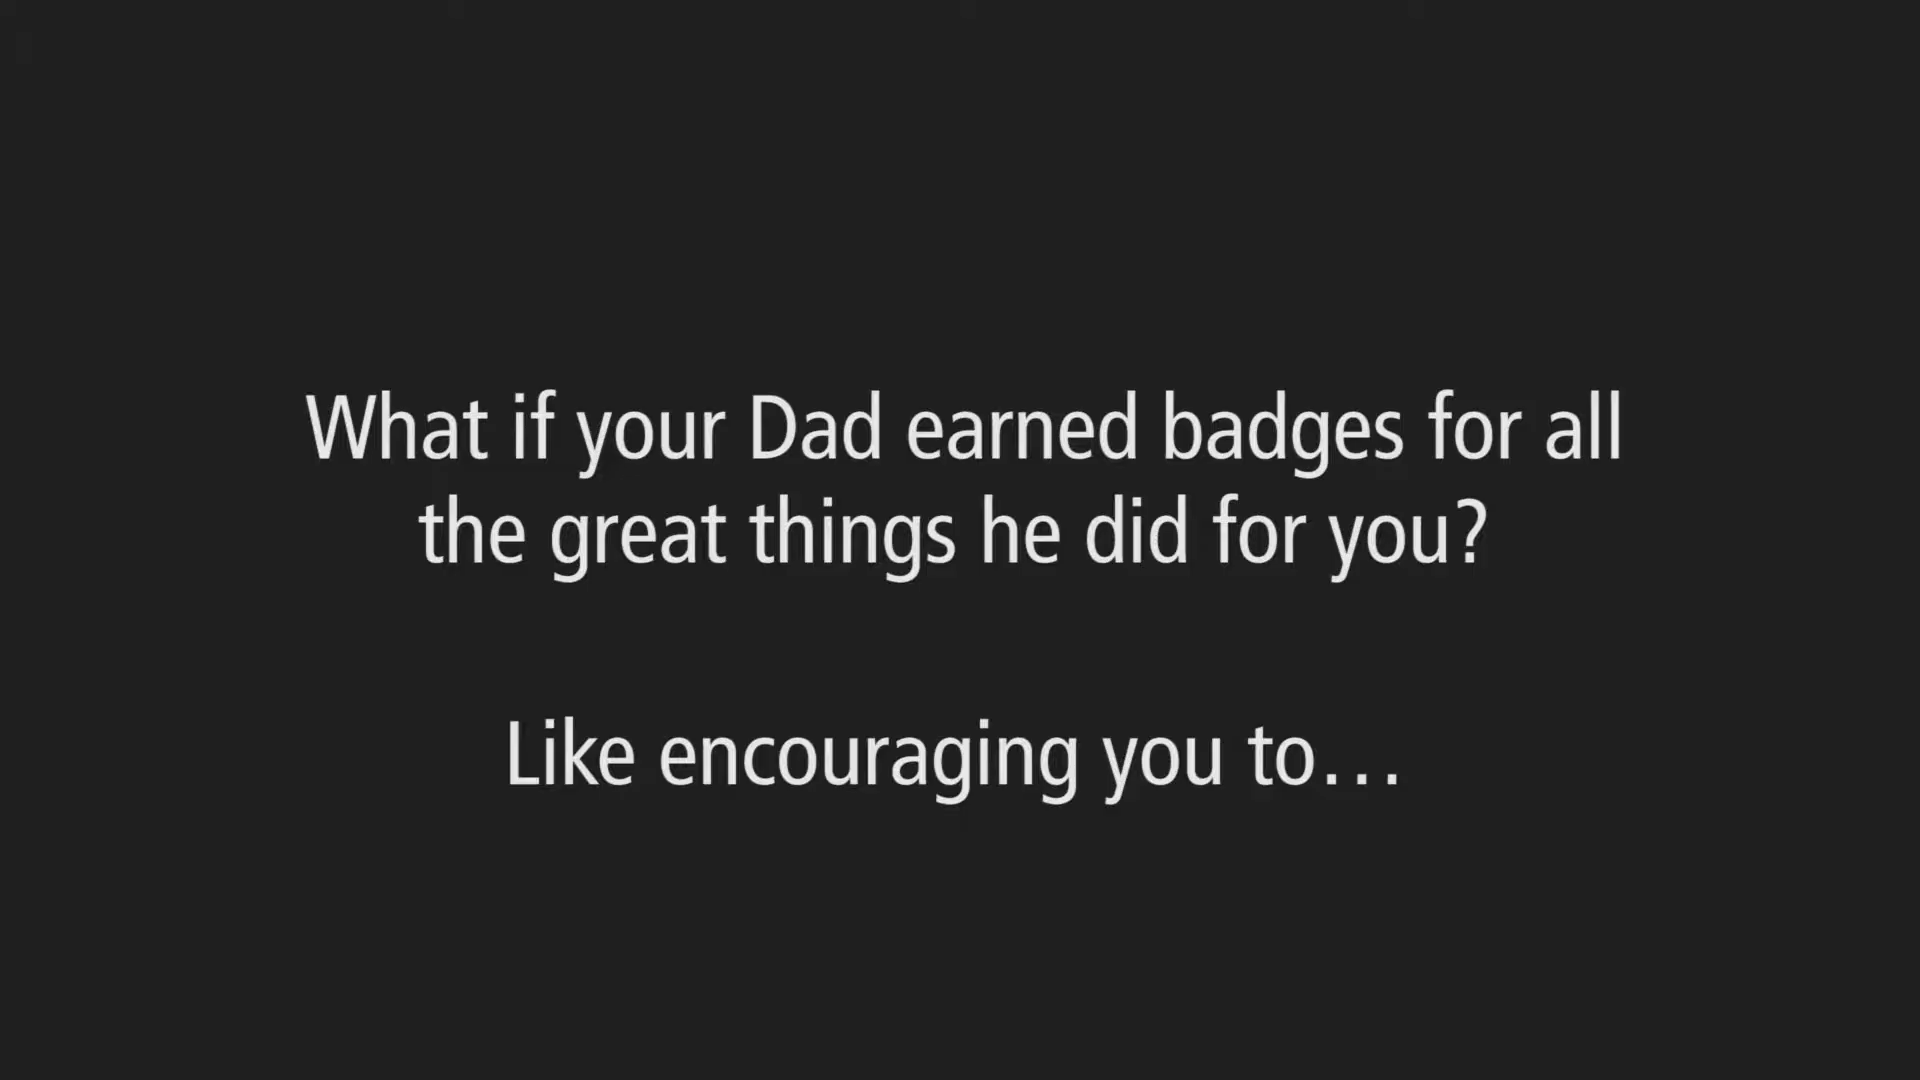 What if your Dad earned badges for all
the great things he did for you?
Like encouraging you to…